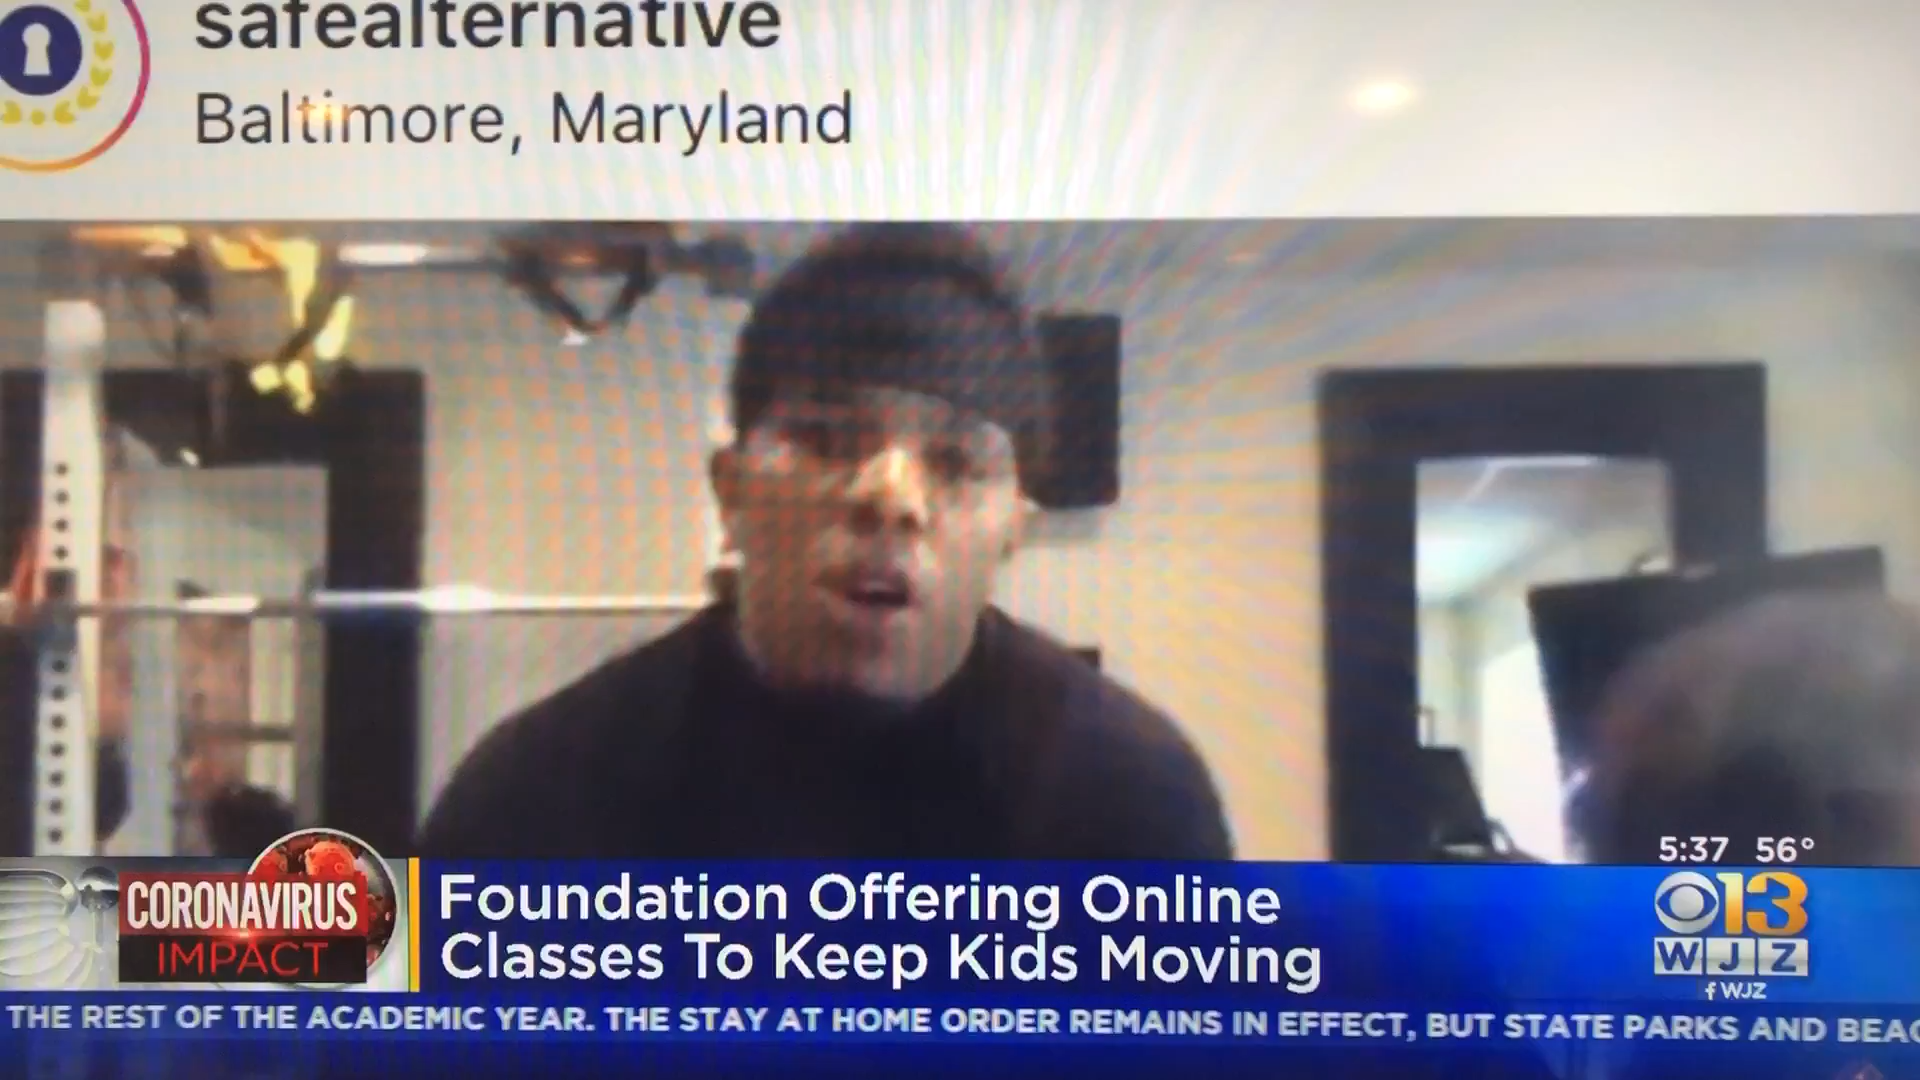 safealternative
Baltimore, Maryland
5:37 56°
CORONAVIRUS
IMPACT
Foundation Offering Online
Classes To Keep Kids Moving
13
WJZ
f WJZ
THE REST OF THE ACADEMIC YEAR. THE STAY AT HOME ORDER REMAINS IN EFFECT, BUT STATE PARKS AND BEAC